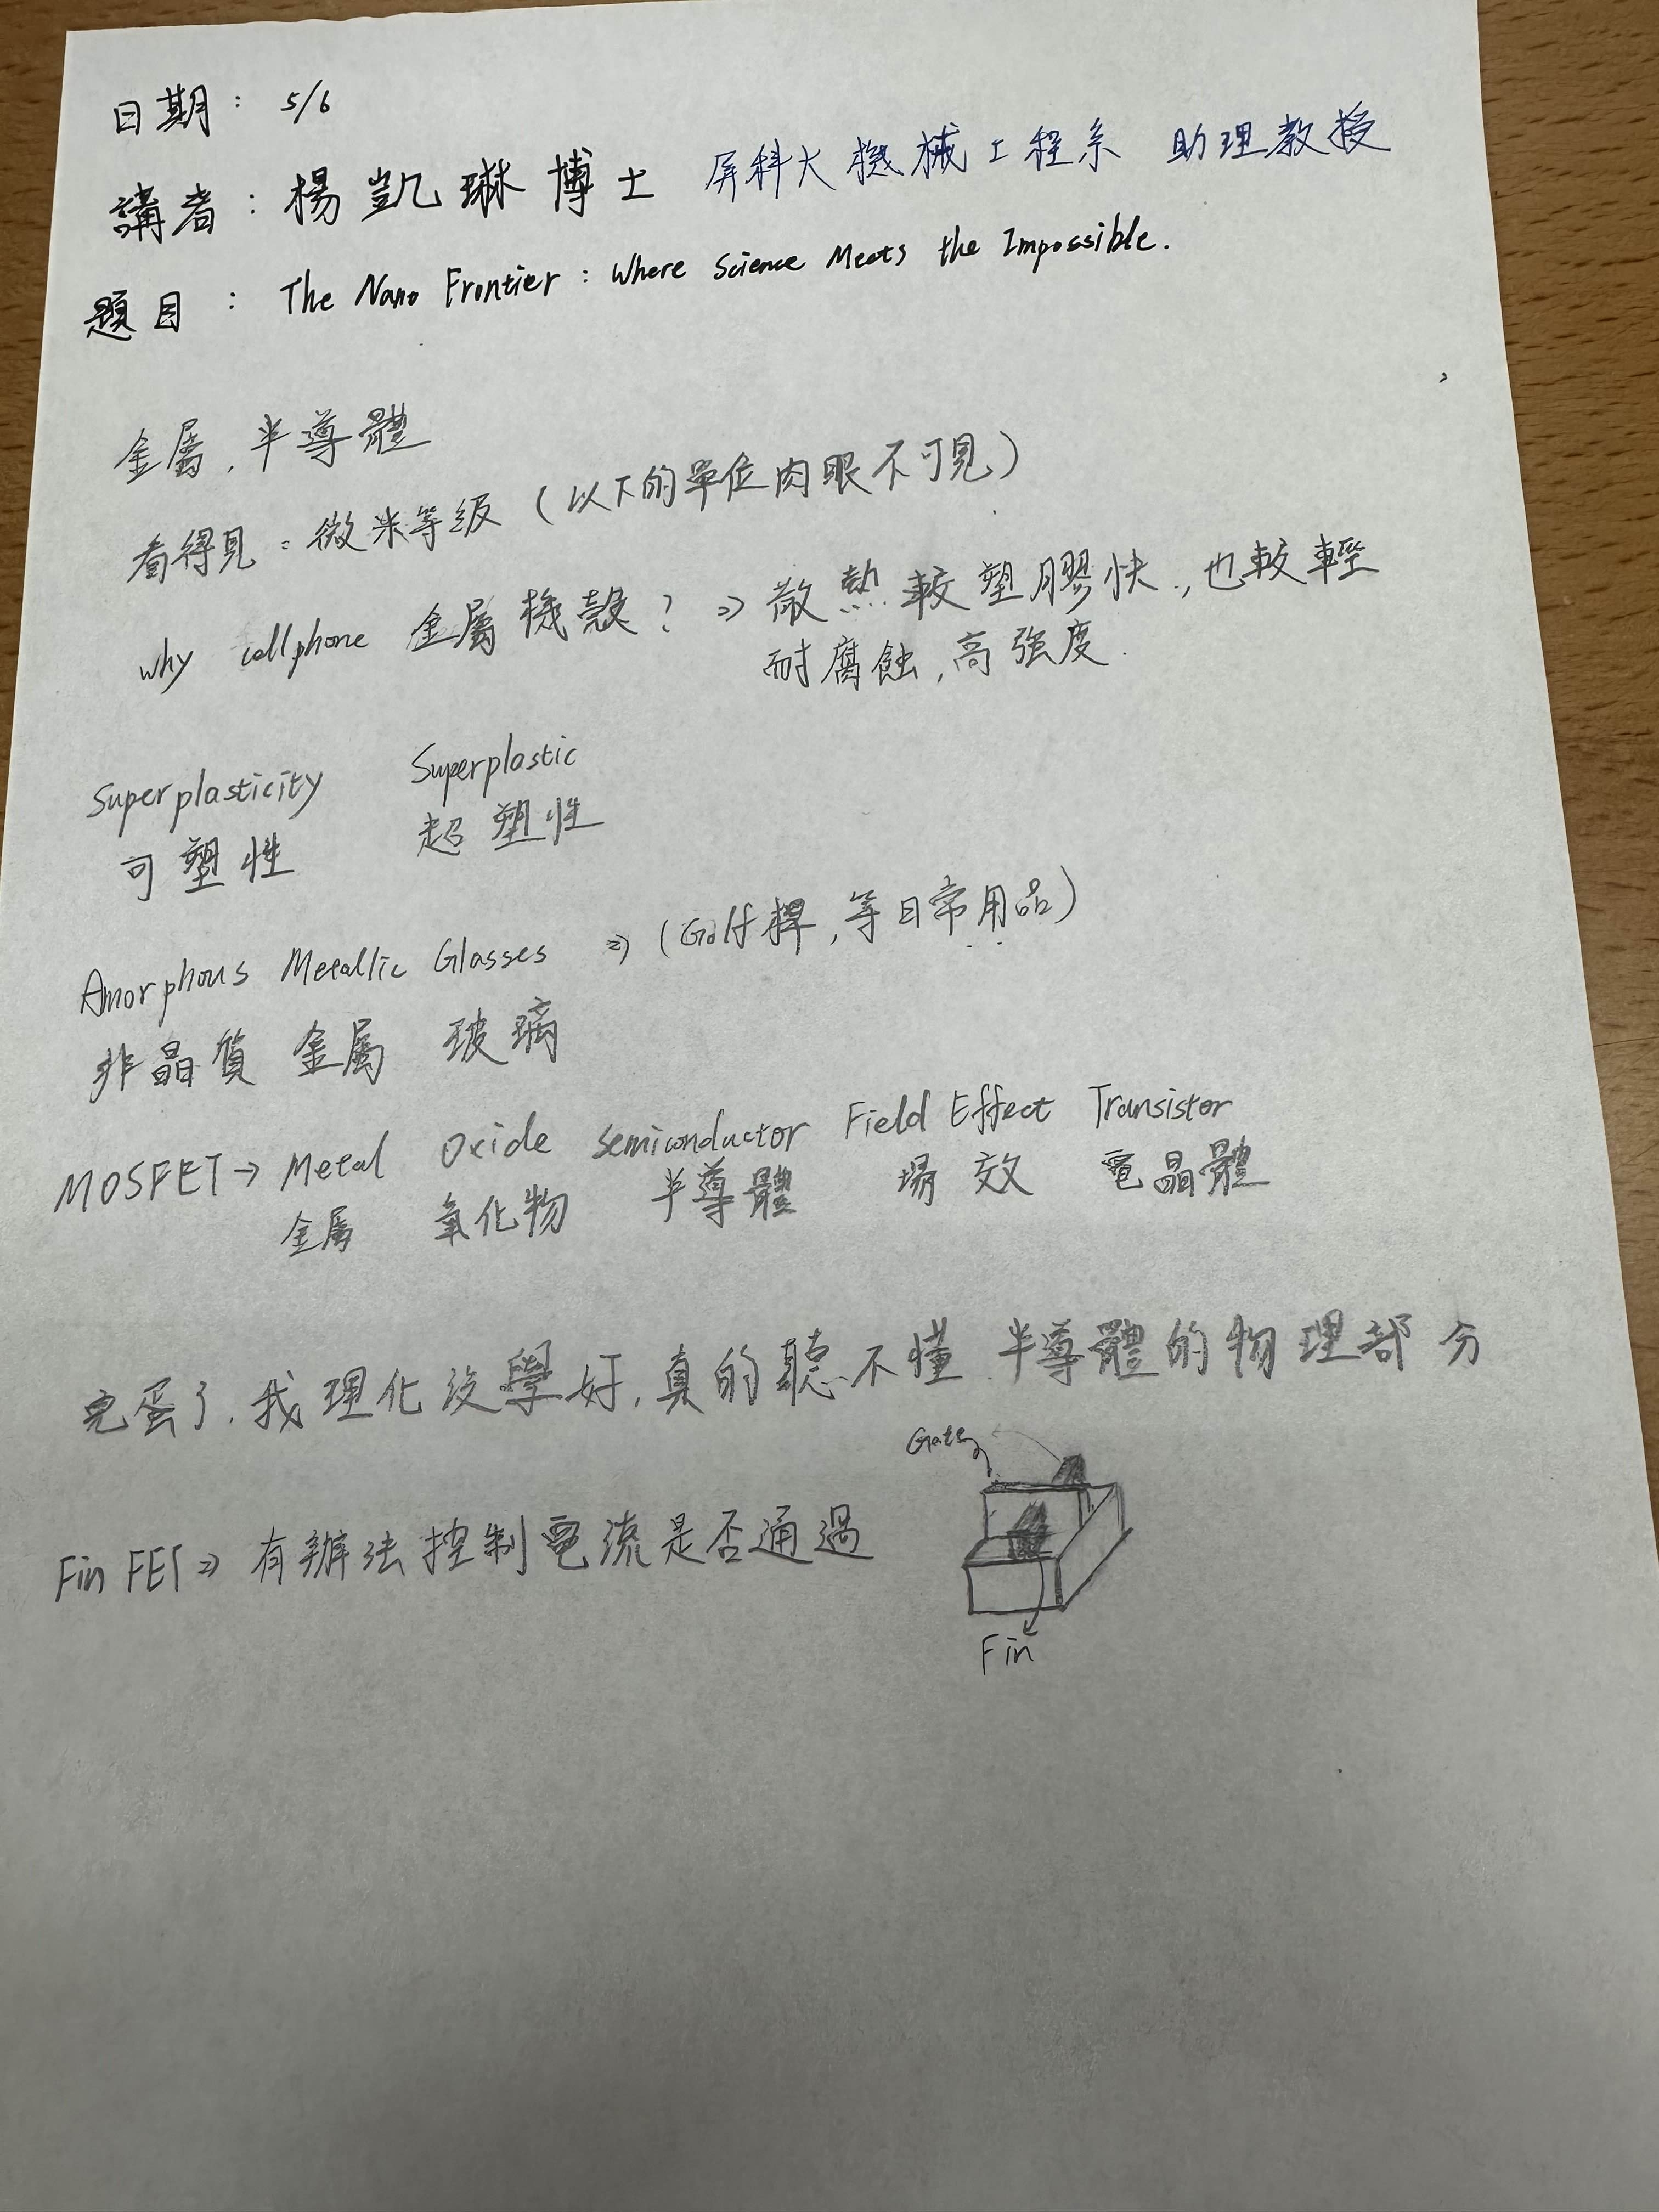 日期： 5/6
講者：楊凱琳博士 屏科大機械工程系 助理教授
題目： The Nano Frontier : Where Science Meets the Impossible.
金屬,半導體
看得見：微米等級（以下的單位肉眼不可見）
why cellphone 金屬機殼? => 散熱較塑膠快,也較輕
耐腐蝕,高強度.
Superplasticity Superplastic
可塑性 超塑性
Amorphous Metallic Glasses => (Golf桿,等日常用品)
非晶質 金屬 玻璃
MOSFET → Metal Oxide semiconductor Field Effect Transistor
金屬 氧化物 半導體 場效 電晶體
完蛋了,我理化沒學好,真的聽不懂半導體的物理部分
Gate
Fin FET => 有辦法控制電流是否通過
Fin